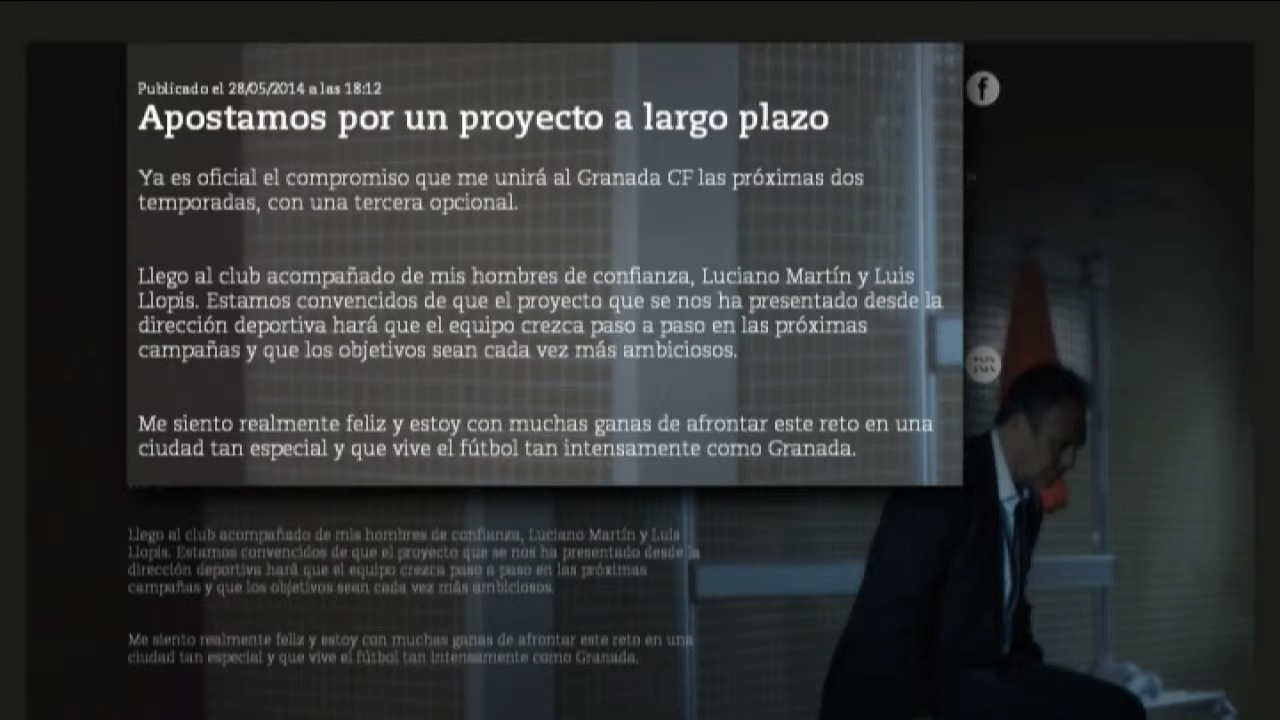 Publicado el 28/05/2014 a las 18:12
Apostamos por un proyecto a largo plazo
Ya es oficial el compromiso que me unirá al Granada CF las próximas dos
temporadas, con una tercera opcional.
Llego al club acompañado de mis hombres de confianza, Luciano Martín y Luis
Llopis. Estamos convencidos de que el proyecto que se nos ha presentado desde la
dirección deportiva hará que el equipo crezca paso a paso en las próximas
campañas y que los objetivos sean cada vez más ambiciosos.
Me siento realmente feliz y estoy con muchas ganas de afrontar este reto en una
ciudad tan especial y que vive el fútbol tan intensamente como Granada.
Llego al club acompañado de mis hombres de confianza, Luciano Martín y Luis
Llopis. Estamos convencidos de que el proyecto que se nos ha presentado desde la
dirección deportiva hará que el equipo crezca paso a paso en las próximas
campañas y que los objetivos sean cada vez más ambiciosos.
Me siento realmente feliz y estoy con muchas ganas de afrontar este reto en una
ciudad tan especial y que vive el fútbol tan intensamente como Granada.